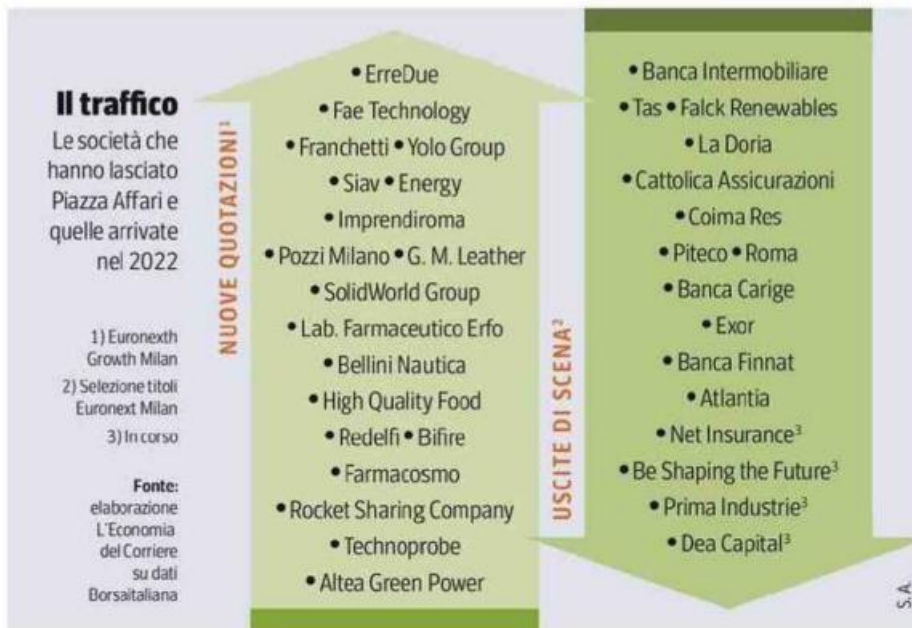 Il traffico
Le società che
hanno lasciato
Piazza Affari e
quelle arrivate
nel 2022
1) Euronexth
Growth Milan
2) Selezione titoli
Euronext Milan
3) In corso
Fonte:
elaborazione
L'Economia
del Corriere
su dati
Borsaitaliana
NUOVE QUOTAZIONI¹
• ErreDue
• Fae Technology
• Franchetti • Yolo Group
• Siav • Energy
• Imprendiroma
• Pozzi Milano • G. M. Leather
• SolidWorld Group
• Lab. Farmaceutico Erfo
• Bellini Nautica
• High Quality Food
• Redelfi • Bifire
• Farmacosmo
• Rocket Sharing Company
• Technoprobe
• Altea Green Power
USCITE DI SCENA²
• Banca Intermobiliare
• Tas • Falck Renewables
• La Doria
• Cattolica Assicurazioni
• Coima Res
• Piteco • Roma
• Banca Carige
• Exor
• Banca Finnat
• Atlantia
• Net Insurance³
• Be Shaping the Future³
• Prima Industrie³
• Dea Capital³
S.A.